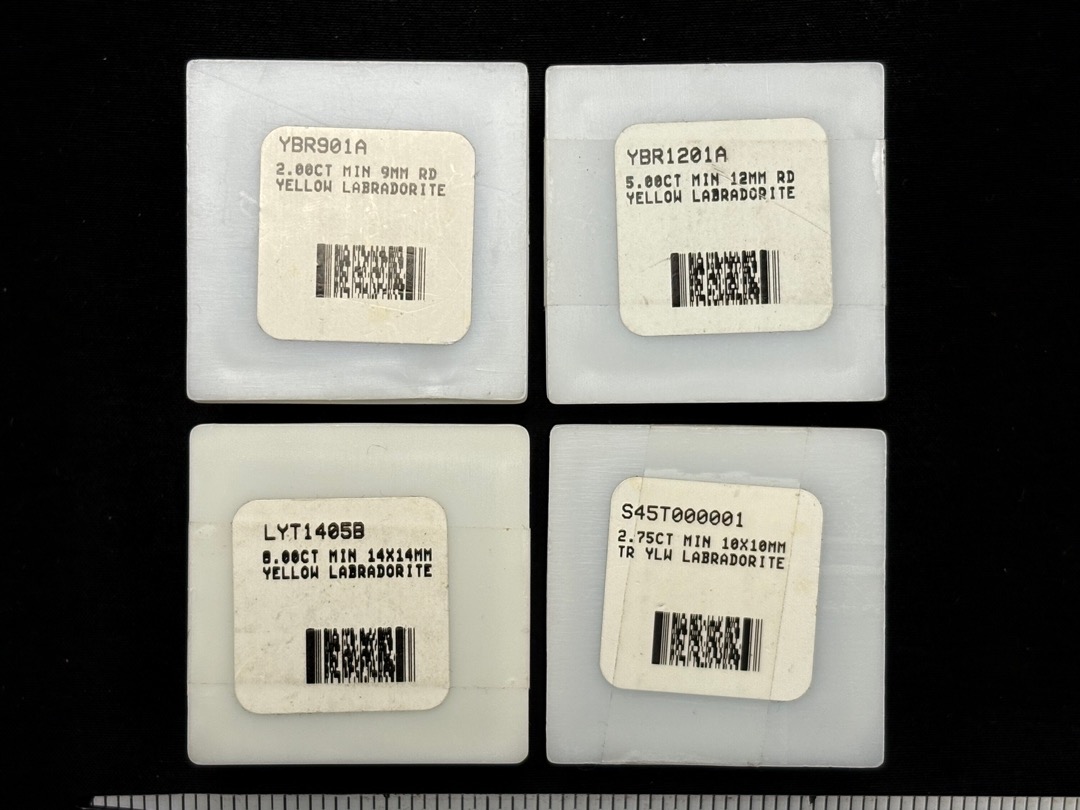 YBR901A
2.00CT MIN 9MM RD
YELLOW LABRADORITE
YBR1201A
5.00CT MIN 12MM RD
YELLOW LABRADORITE
LYT1405B
8.00CT MIN 14X14MM
YELLOW LABRADORITE
S45T000001
2.75CT MIN 10X10MM
TR YLW LABRADORITE